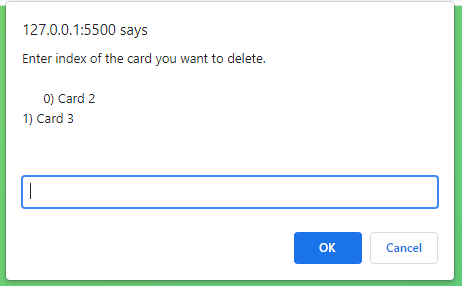 127.0.0.1:5500 says
Enter index of the card you want to delete.
0) Card 2
1) Card 3
OK Cancel